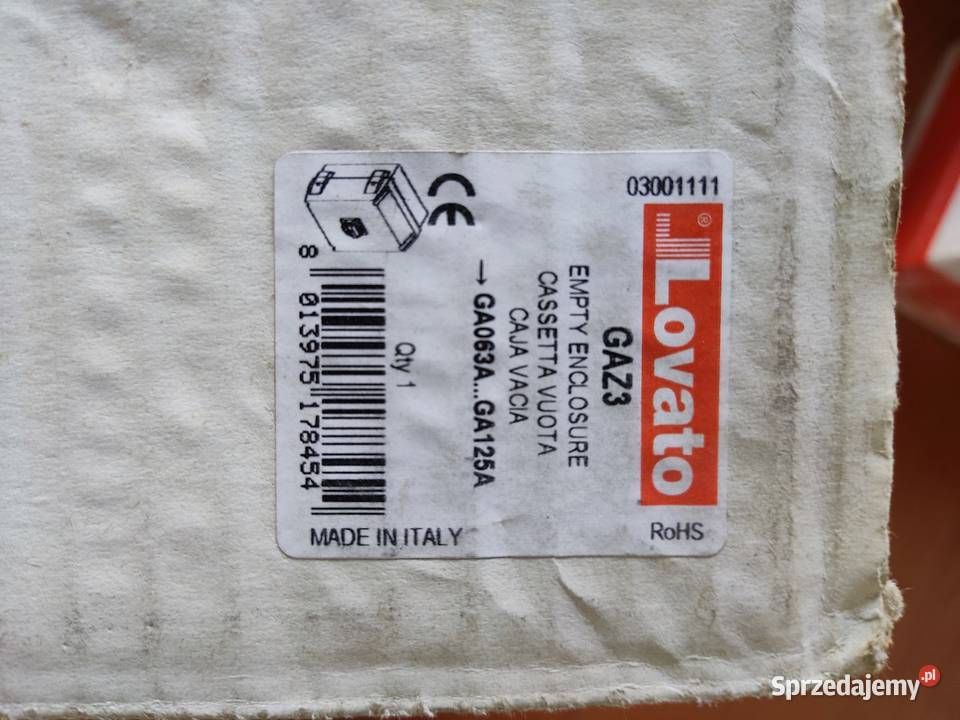 03001111
Lovato
®
RoHS
GAZ3
EMPTY ENCLOSURE
CASSETTA VUOTA
CAJA VACIA
→ GA063A...GA125A
CE
Qty 1
8 013975 178454
MADE IN ITALY
Sprzedajemy.pl